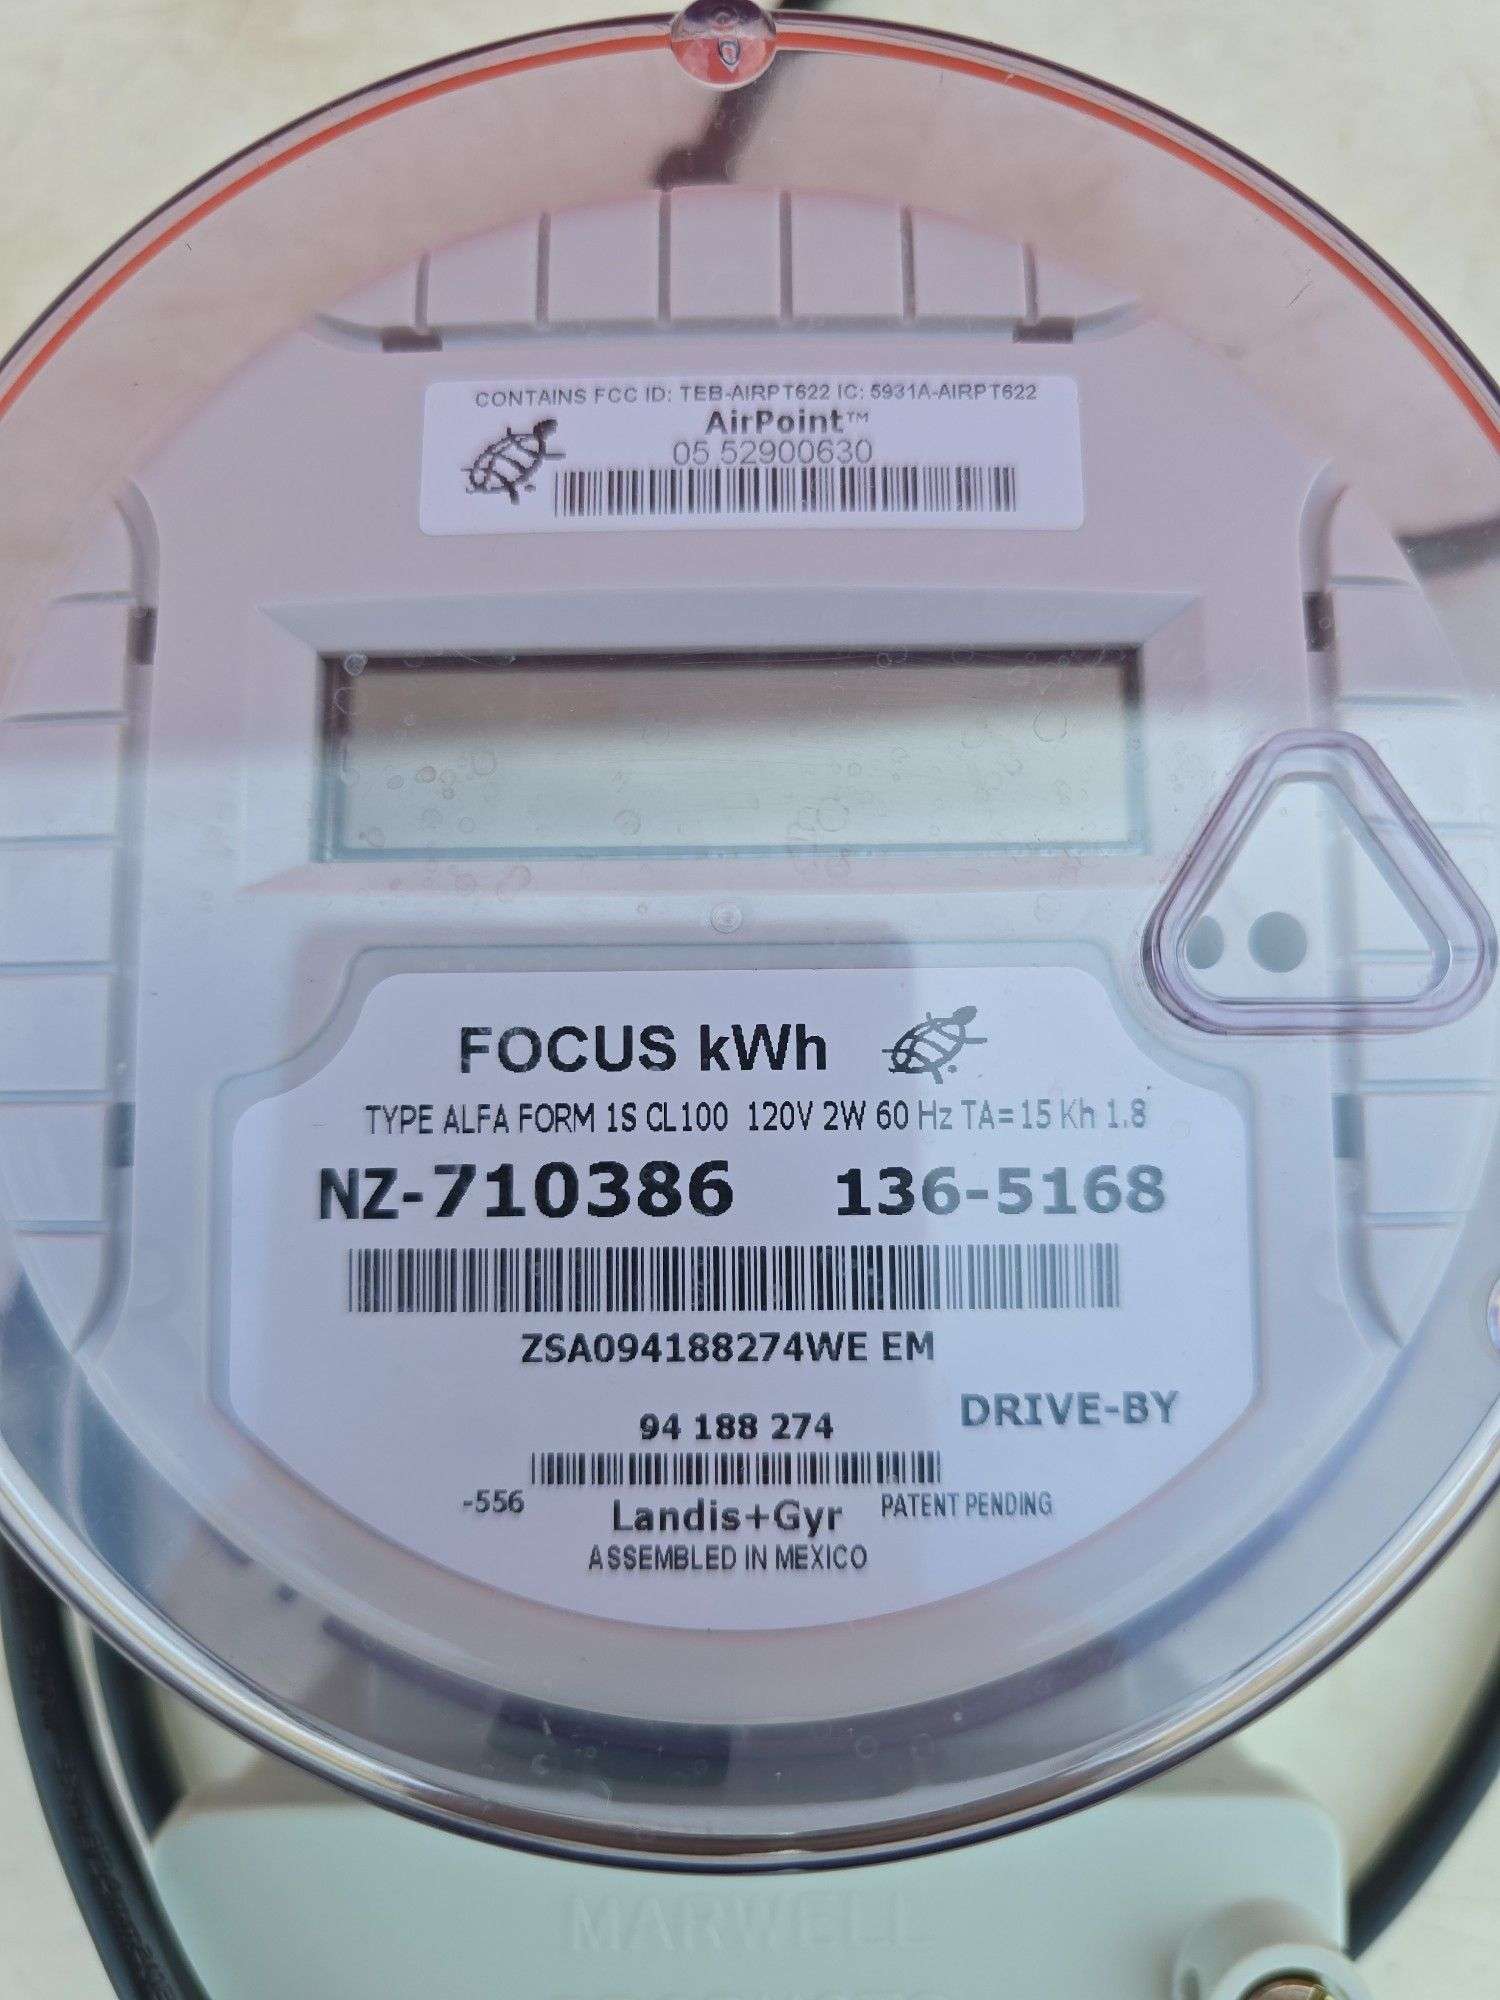 CONTAINS FCC ID: TEB-AIRPT622 IC: 5931A-AIRPT622
AirPoint™
05 52900630
FOCUS kWh
TYPE ALFA FORM 1S CL100 120V 2W 60 Hz TA= 15 Kh 1.8
NZ-710386 136-5168
ZSA094188274WE EM
94 188 274
DRIVE-BY
-556 Landis+Gyr PATENT PENDING
ASSEMBLED IN MEXICO
MARWELL